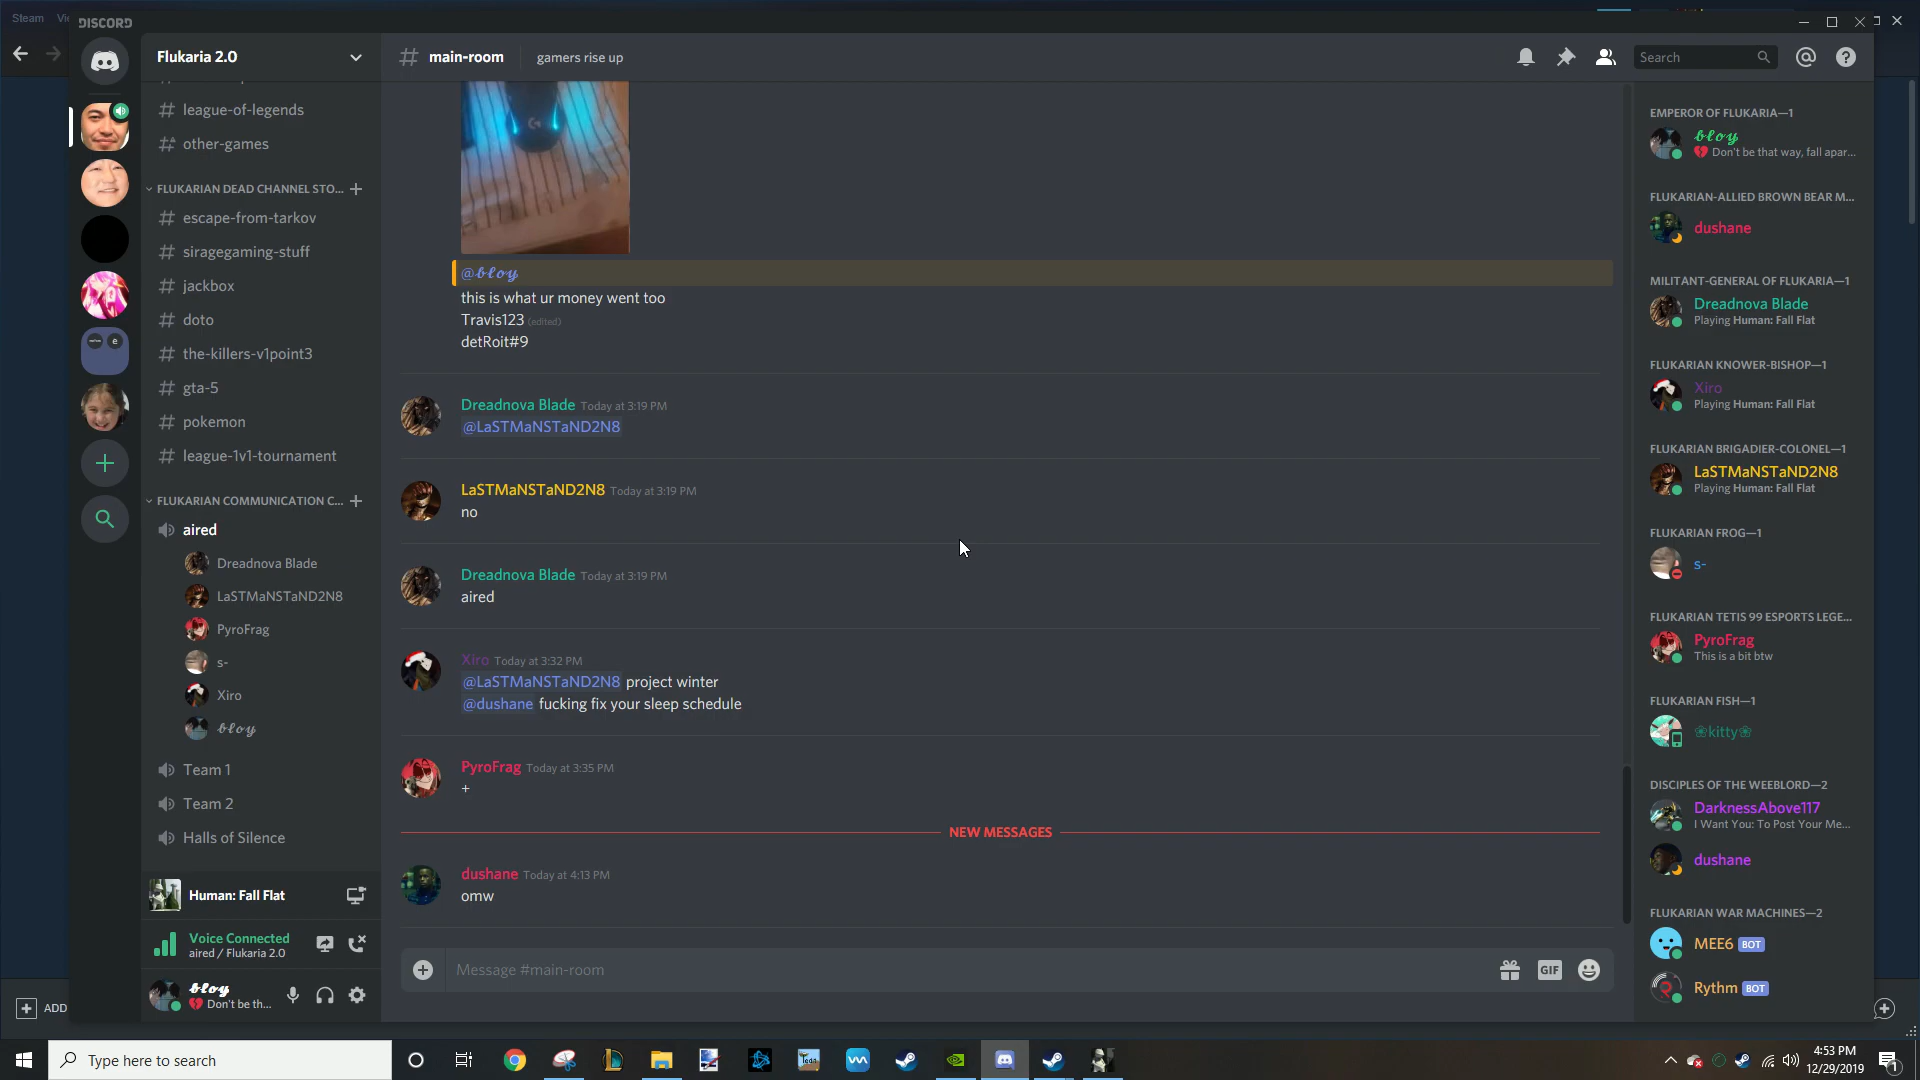 Steam
DISCORD
Flukaria 2.0
league-of-legends
other-games
FLUKARIAN DEAD CHANNEL STO...
escape-from-tarkov
siragegaming-stuff
jackbox
doto
the-killers-v1point3
gta-5
pokemon
league-1v1-tournament
FLUKARIAN COMMUNICATION C...
aired
Dreadnova Blade
LaSTMaNSTaND2N8
PyroFrag
s-
Xiro
𝓫𝓵𝓸𝔂
Team 1
Team 2
Halls of Silence
Human: Fall Flat
Voice Connected
aired / Flukaria 2.0
𝓫𝓵𝓸𝔂
💔 Don't be th...
ADD
# main-room
gamers rise up
Search
@𝓫𝓵𝓸𝔂
this is what ur money went too
Travis123 (edited)
detRoit#9
Dreadnova Blade Today at 3:19 PM
@LaSTMaNSTaND2N8
LaSTMaNSTaND2N8 Today at 3:19 PM
no
Dreadnova Blade Today at 3:19 PM
aired
Xiro Today at 3:32 PM
@LaSTMaNSTaND2N8 project winter
@dushane fucking fix your sleep schedule
PyroFrag Today at 3:35 PM
+
NEW MESSAGES
dushane Today at 4:13 PM
omw
Message #main-room
GIF
EMPEROR OF FLUKARIA—1
𝓫𝓵𝓸𝔂
💔 Don't be that way, fall apar...
FLUKARIAN-ALLIED BROWN BEAR M...
dushane
MILITANT-GENERAL OF FLUKARIA—1
Dreadnova Blade
Playing Human: Fall Flat
FLUKARIAN KNOWER-BISHOP—1
Xiro
Playing Human: Fall Flat
FLUKARIAN BRIGADIER-COLONEL—1
LaSTMaNSTaND2N8
Playing Human: Fall Flat
FLUKARIAN FROG—1
s-
FLUKARIAN TETIS 99 ESPORTS LEGE...
PyroFrag
This is a bit btw
FLUKARIAN FISH—1
❀kitty❀
DISCIPLES OF THE WEEBLORD—2
DarknessAbove117
I Want You: To Post Your Me...
dushane
FLUKARIAN WAR MACHINES—2
MEE6 BOT
Rythm BOT
Type here to search
4:53 PM
12/29/2019
1